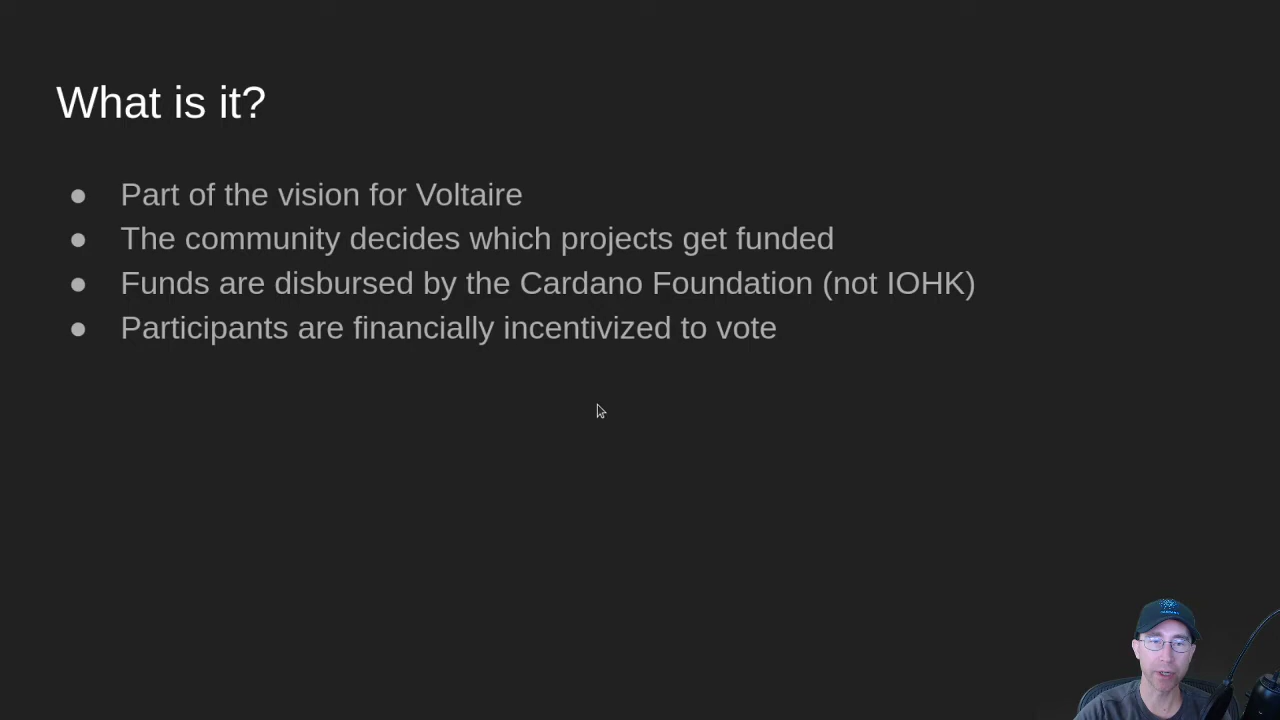 What is it?
● Part of the vision for Voltaire
● The community decides which projects get funded
● Funds are disbursed by the Cardano Foundation (not IOHK)
● Participants are financially incentivized to vote